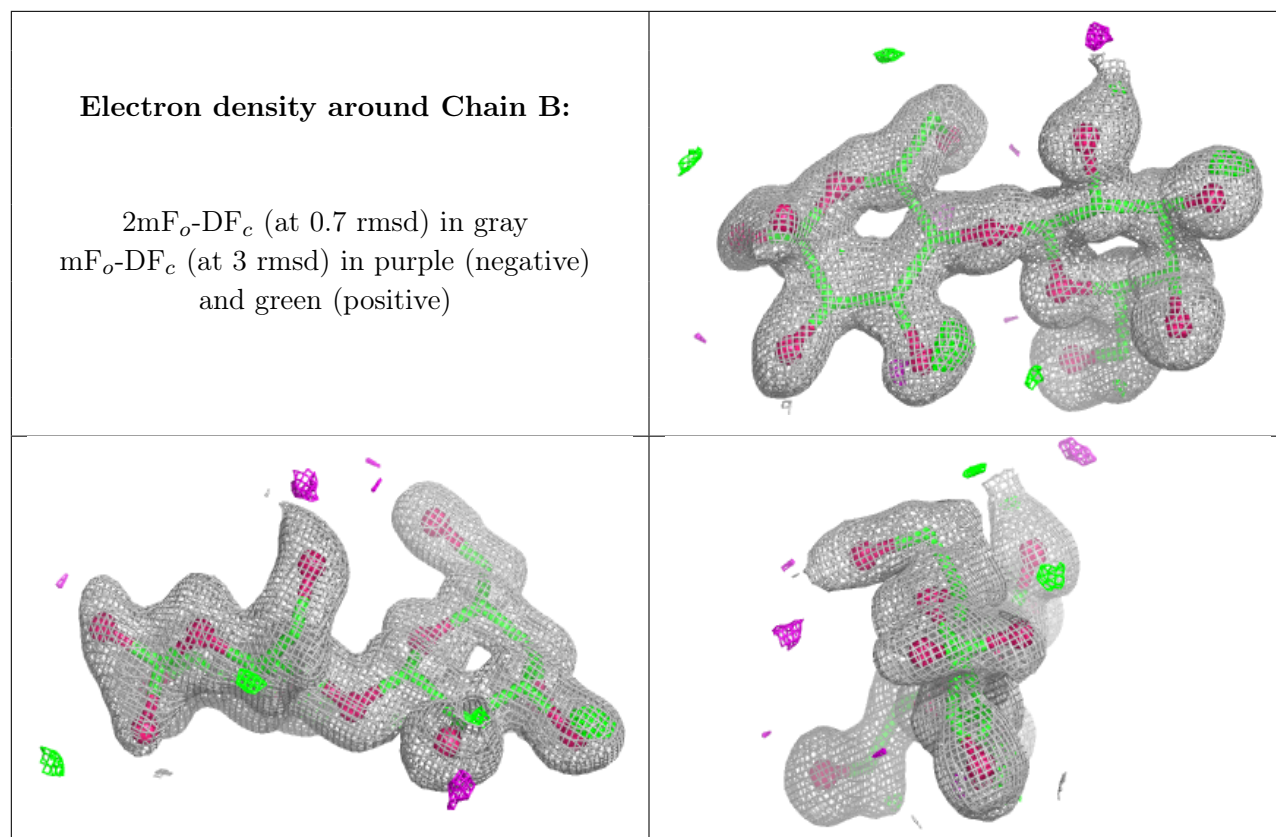 Electron density around Chain B:
2mFₒ-DF𝒸 (at 0.7 rmsd) in gray
mFₒ-DF𝒸 (at 3 rmsd) in purple (negative)
and green (positive)